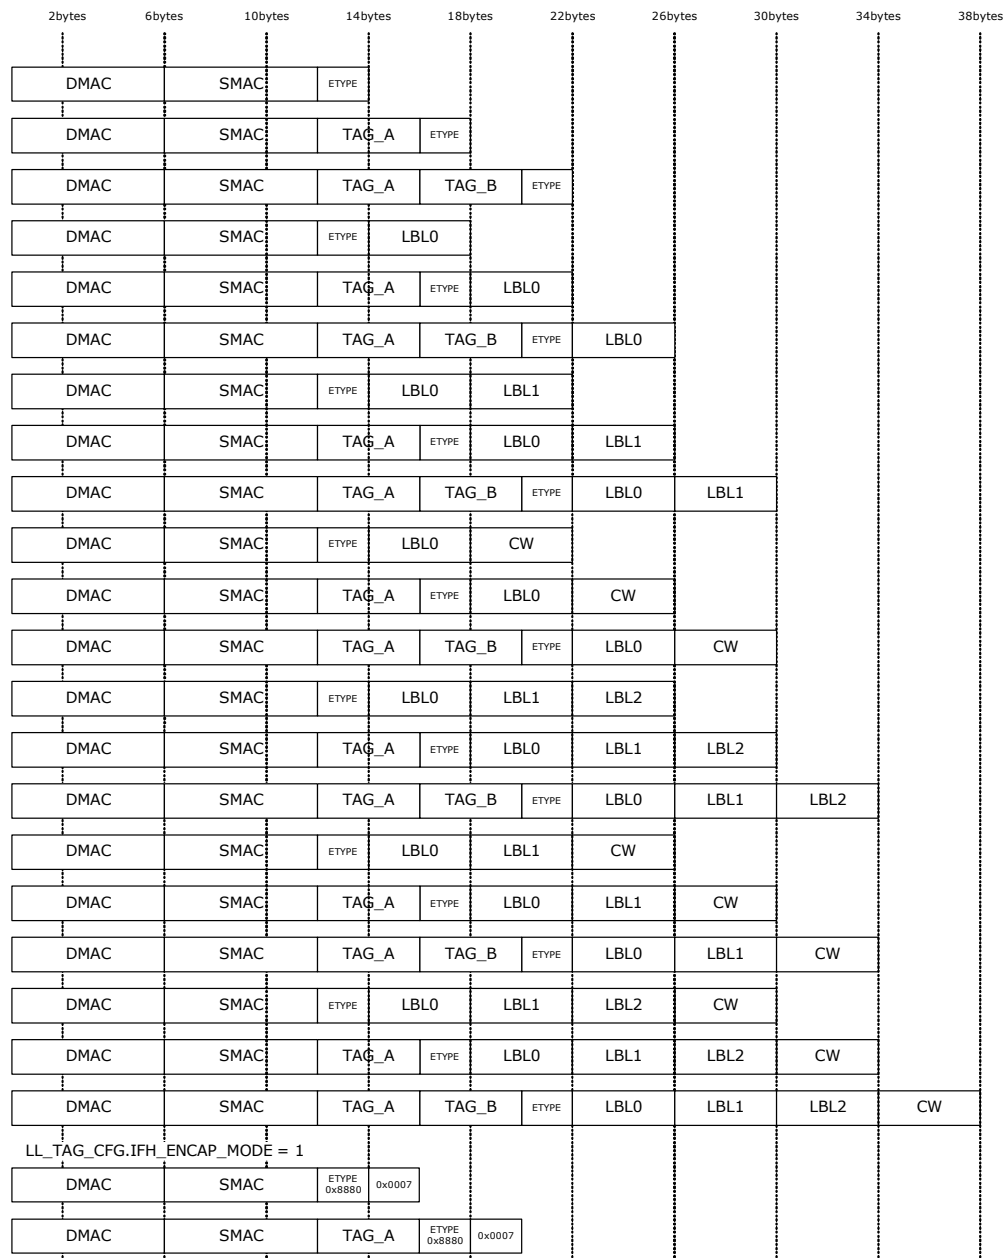 2bytes 6bytes 10bytes 14bytes 18bytes 22bytes 26bytes 30bytes 34bytes 38bytes
DMAC SMAC ETYPE
DMAC SMAC TAG_A ETYPE
DMAC SMAC TAG_A TAG_B ETYPE
DMAC SMAC ETYPE LBL0
DMAC SMAC TAG_A ETYPE LBL0
DMAC SMAC TAG_A TAG_B ETYPE LBL0
DMAC SMAC ETYPE LBL0 LBL1
DMAC SMAC TAG_A ETYPE LBL0 LBL1
DMAC SMAC TAG_A TAG_B ETYPE LBL0 LBL1
DMAC SMAC ETYPE LBL0 CW
DMAC SMAC TAG_A ETYPE LBL0 CW
DMAC SMAC TAG_A TAG_B ETYPE LBL0 CW
DMAC SMAC ETYPE LBL0 LBL1 LBL2
DMAC SMAC TAG_A ETYPE LBL0 LBL1 LBL2
DMAC SMAC TAG_A TAG_B ETYPE LBL0 LBL1 LBL2
DMAC SMAC ETYPE LBL0 LBL1 CW
DMAC SMAC TAG_A ETYPE LBL0 LBL1 CW
DMAC SMAC TAG_A TAG_B ETYPE LBL0 LBL1 CW
DMAC SMAC ETYPE LBL0 LBL1 LBL2 CW
DMAC SMAC TAG_A ETYPE LBL0 LBL1 LBL2 CW
DMAC SMAC TAG_A TAG_B ETYPE LBL0 LBL1 LBL2 CW
LL_TAG_CFG.IFH_ENCAP_MODE = 1
DMAC SMAC ETYPE 0x8880 0x0007
DMAC SMAC TAG_A ETYPE 0x8880 0x0007